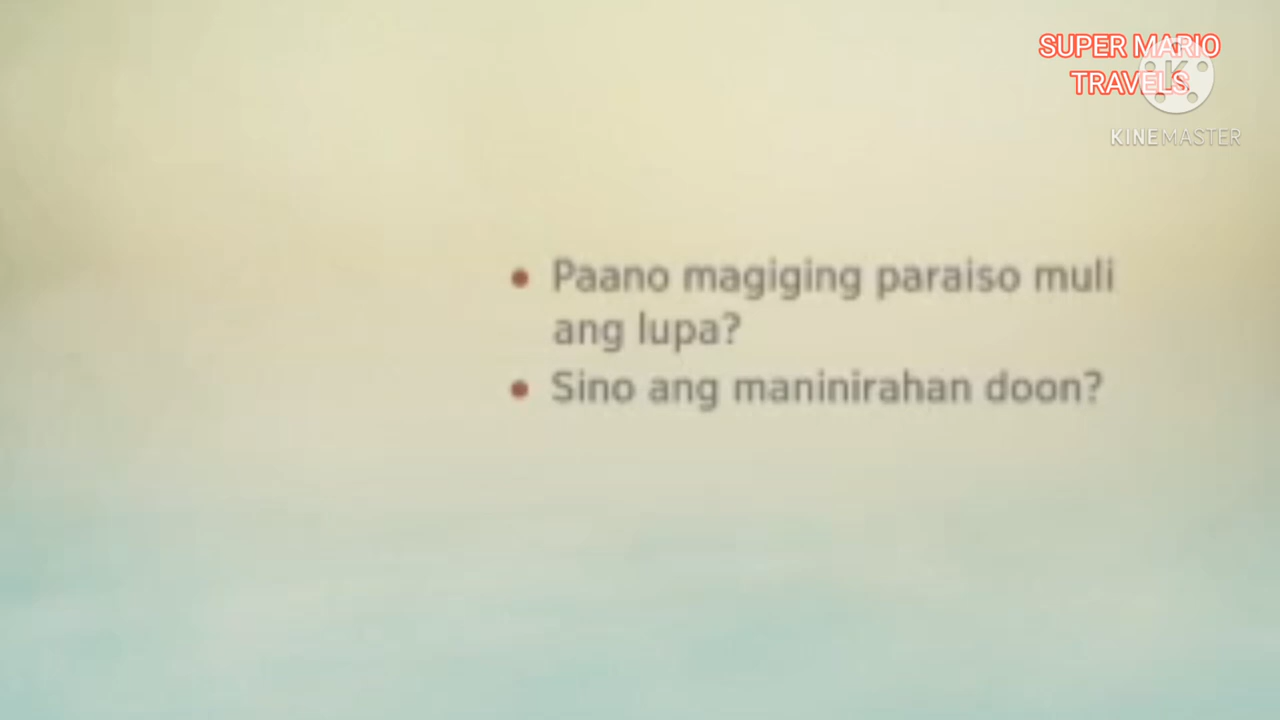 SUPER MARIO
TRAVELS
KINEMASTER
• Paano magiging paraiso muli
ang lupa?
• Sino ang maninirahan doon?